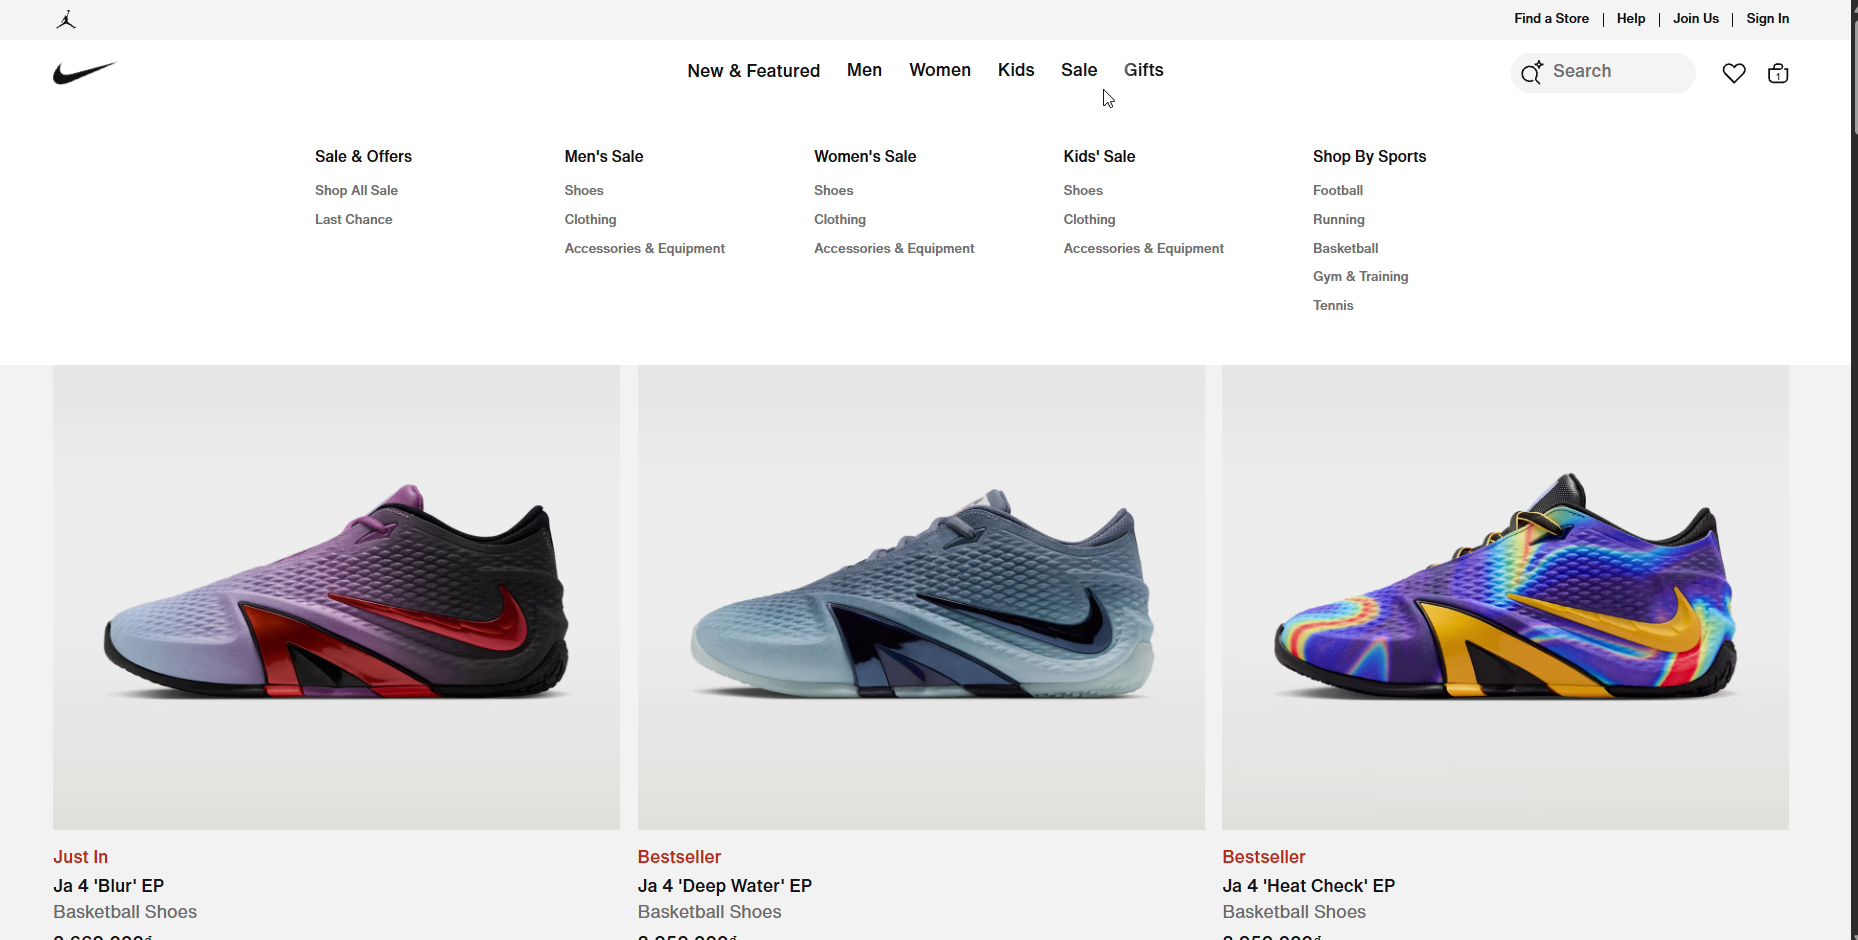 Find a Store | Help | Join Us | Sign In
New & Featured Men Women Kids Sale Gifts
Search
1
Sale & Offers
Shop All Sale
Last Chance
Men's Sale
Shoes
Clothing
Accessories & Equipment
Women's Sale
Shoes
Clothing
Accessories & Equipment
Kids' Sale
Shoes
Clothing
Accessories & Equipment
Shop By Sports
Football
Running
Basketball
Gym & Training
Tennis
Just In
Ja 4 'Blur' EP
Basketball Shoes
Bestseller
Ja 4 'Deep Water' EP
Basketball Shoes
Bestseller
Ja 4 'Heat Check' EP
Basketball Shoes